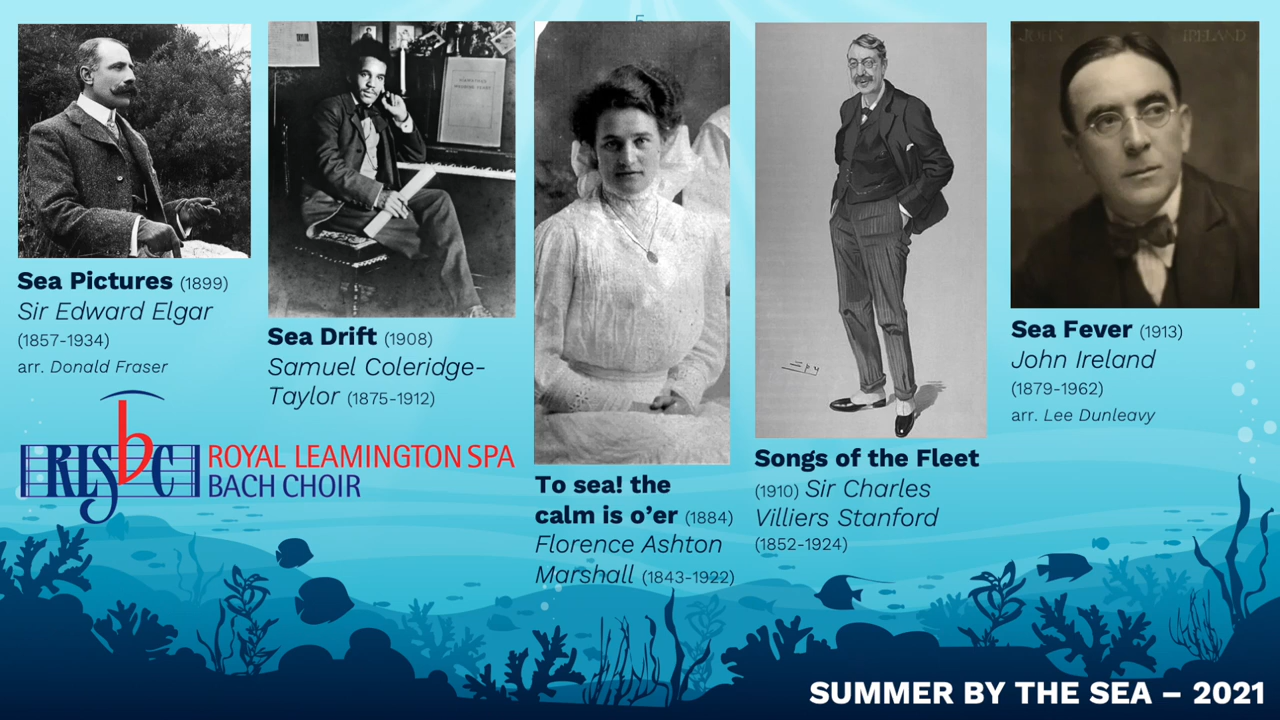 JOHN IRELAND
Sea Pictures (1899)
Sir Edward Elgar
(1857-1934)
arr. Donald Fraser
Sea Drift (1908)
Samuel Coleridge-
Taylor (1875-1912)
To sea! the
calm is o’er (1884)
Florence Ashton
Marshall (1843-1922)
Spy
Songs of the Fleet
(1910) Sir Charles
Villiers Stanford
(1852-1924)
Sea Fever (1913)
John Ireland
(1879-1962)
arr. Lee Dunleavy
RLSbC
ROYAL LEAMINGTON SPA
BACH CHOIR
SUMMER BY THE SEA – 2021